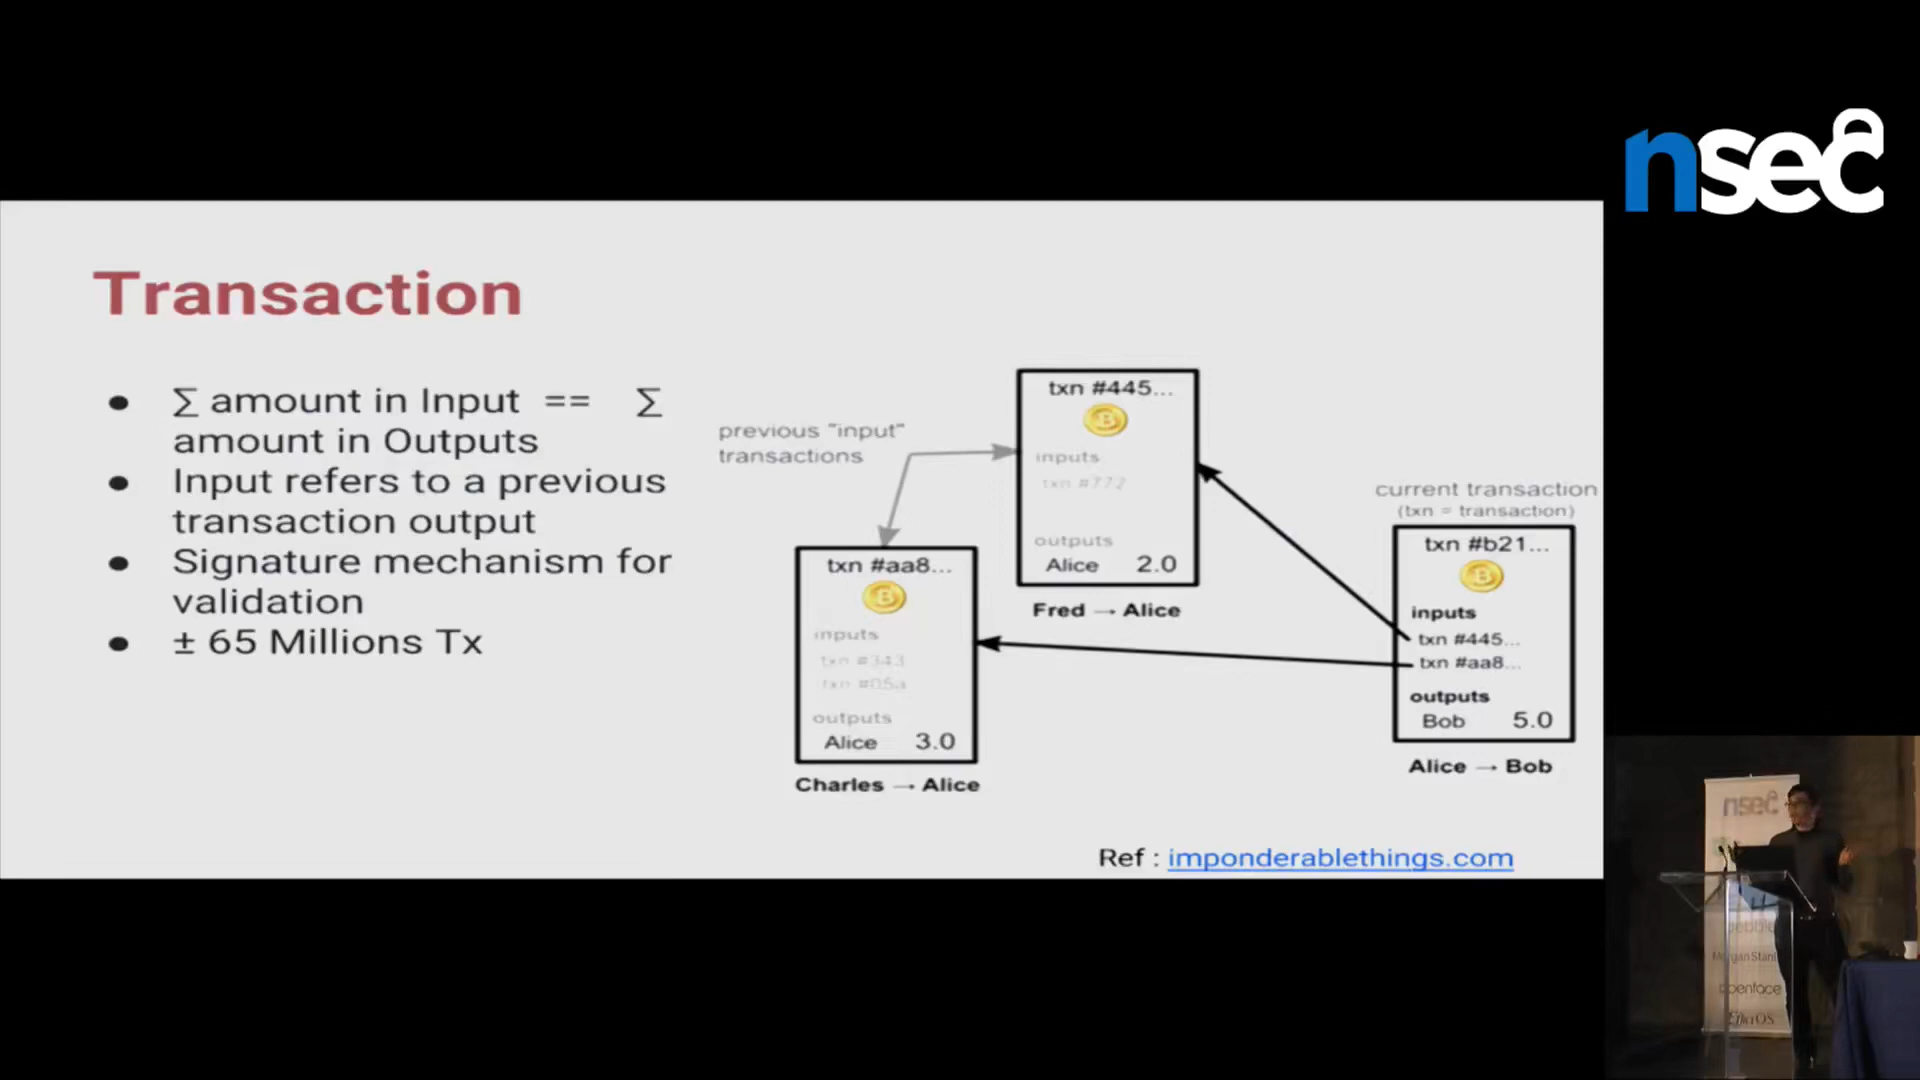 nsec
Transaction
● ∑ amount in Input == ∑
amount in Outputs
● Input refers to a previous
transaction output
● Signature mechanism for
validation
● ± 65 Millions Tx
previous "input"
transactions
txn #445...
inputs
txn #772
outputs
Alice 2.0
Fred → Alice
txn #aa8...
inputs
txn #343
txn #05a
outputs
Alice 3.0
Charles → Alice
current transaction
(txn = transaction)
txn #b21...
inputs
txn #445...
txn #aa8...
outputs
Bob 5.0
Alice → Bob
Ref : imponderablethings.com
nsec